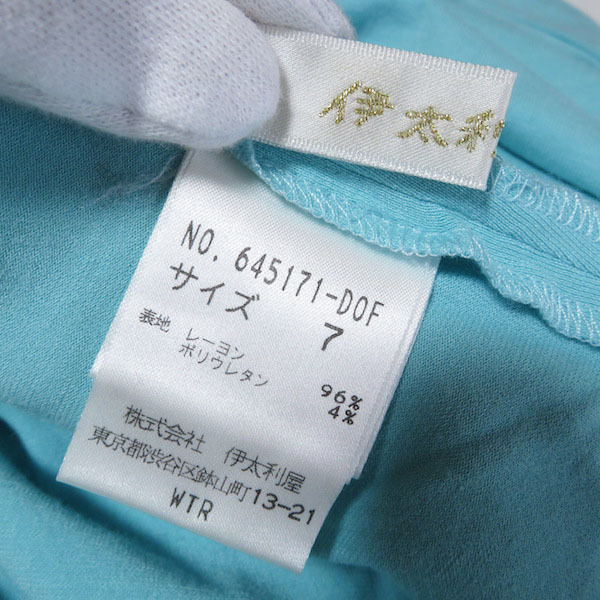 伊太利
NO. 645171-DOF
サイズ 7
表地 レーヨン 96%
ポリウレタン 4%
株式会社 伊太利屋
東京都渋谷区鉢山町13-21
WTR